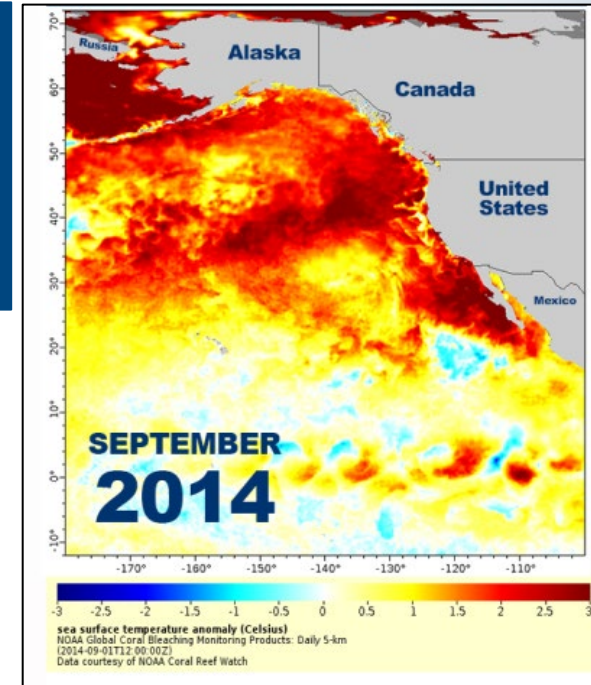 70°
60°
50°
40°
30°
20°
10°
0°
-10°
Russia
Alaska
Canada
United
States
Mexico
SEPTEMBER
2014
-170° -160° -150° -140° -130° -120° -110°
-3 -2.5 -2 -1.5 -1 -0.5 0 0.5 1 1.5 2 2.5 3
sea surface temperature anomaly (Celsius)
NOAA Global Coral Bleaching Monitoring Products: Daily 5-km
(2014-09-01T12:00:00Z)
Data courtesy of NOAA Coral Reef Watch